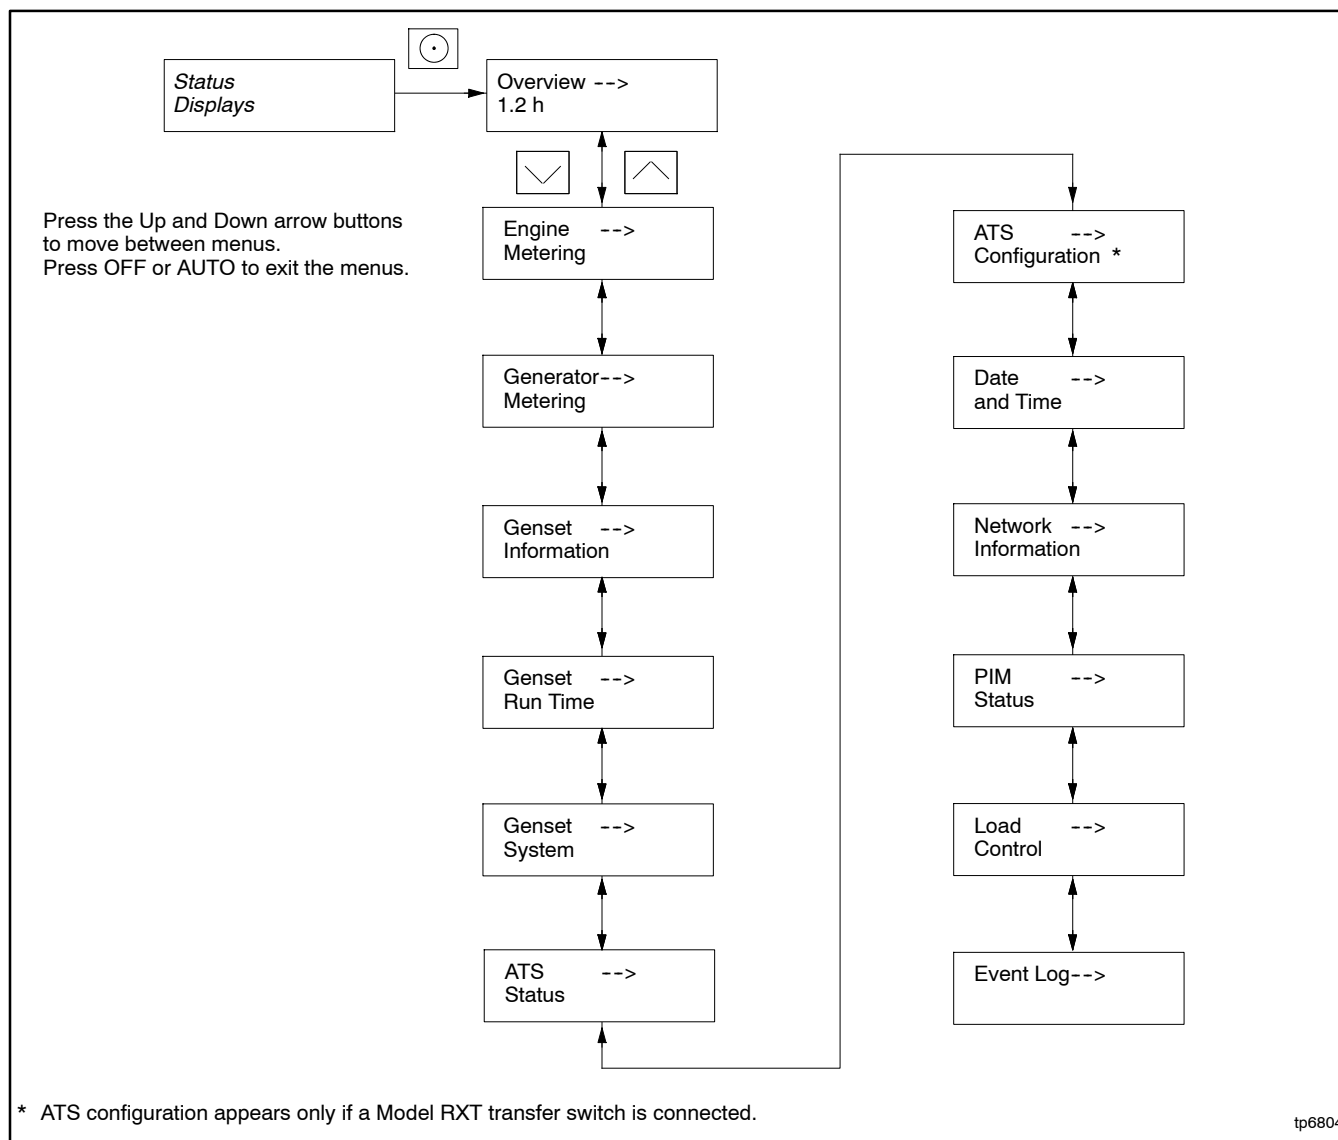 Status
Displays
Overview -->
1.2 h
Press the Up and Down arrow buttons
to move between menus.
Press OFF or AUTO to exit the menus.
Engine -->
Metering
Generator-->
Metering
Genset -->
Information
Genset -->
Run Time
Genset -->
System
ATS -->
Status
ATS -->
Configuration *
Date -->
and Time
Network -->
Information
PIM -->
Status
Load -->
Control
Event Log-->
* ATS configuration appears only if a Model RXT transfer switch is connected.
tp6804